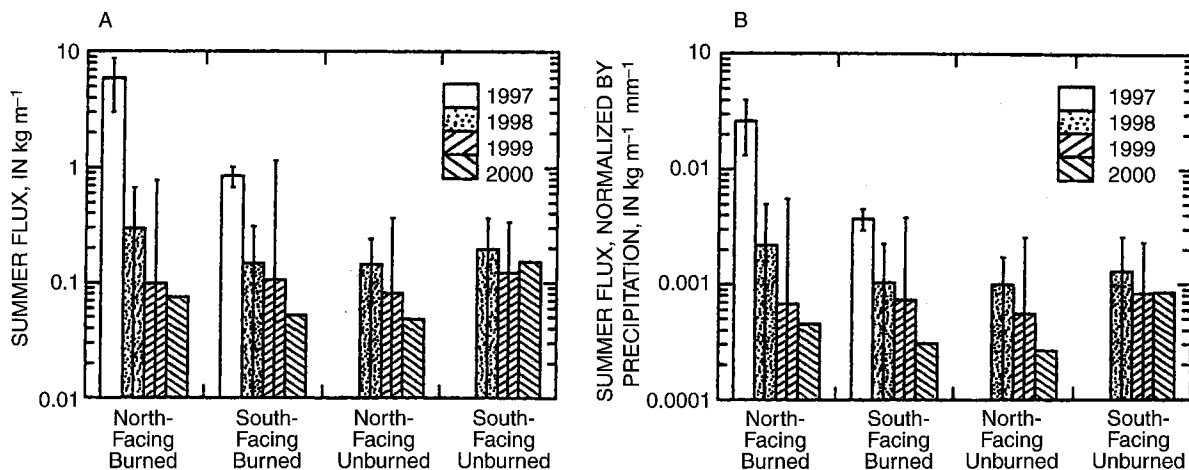 A
SUMMER FLUX, IN kg m⁻¹
10
1
0.1
0.01
1997
1998
1999
2000
North-
Facing
Burned
South-
Facing
Burned
North-
Facing
Unburned
South-
Facing
Unburned
B
SUMMER FLUX, NORMALIZED BY
PRECIPITATION, IN kg m⁻¹ mm⁻¹
10
0.01
0.001
0.0001
1997
1998
1999
2000
North-
Facing
Burned
South-
Facing
Burned
North-
Facing
Unburned
South-
Facing
Unburned